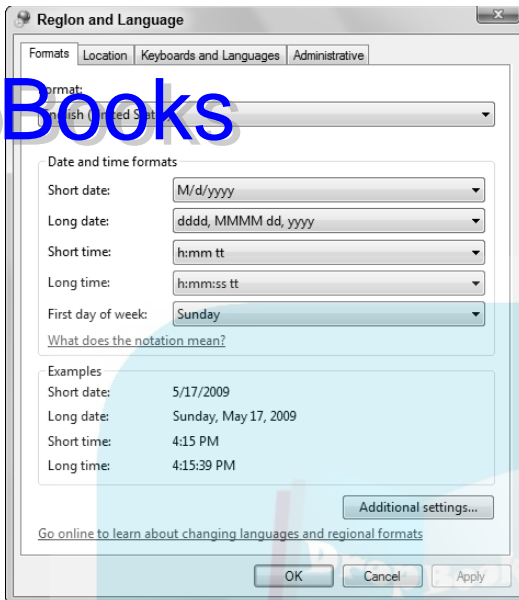 Region and Language
Formats Location Keyboards and Languages Administrative
Format:
Books
Date and time formats
Short date: M/d/yyyy
Long date: dddd, MMMM dd, yyyy
Short time: h:mm tt
Long time: h:mm:ss tt
First day of week: Sunday
What does the notation mean?
Examples
Short date: 5/17/2009
Long date: Sunday, May 17, 2009
Short time: 4:15 PM
Long time: 4:15:39 PM
Additional settings...
Go online to learn about changing languages and regional formats
OK Cancel Apply